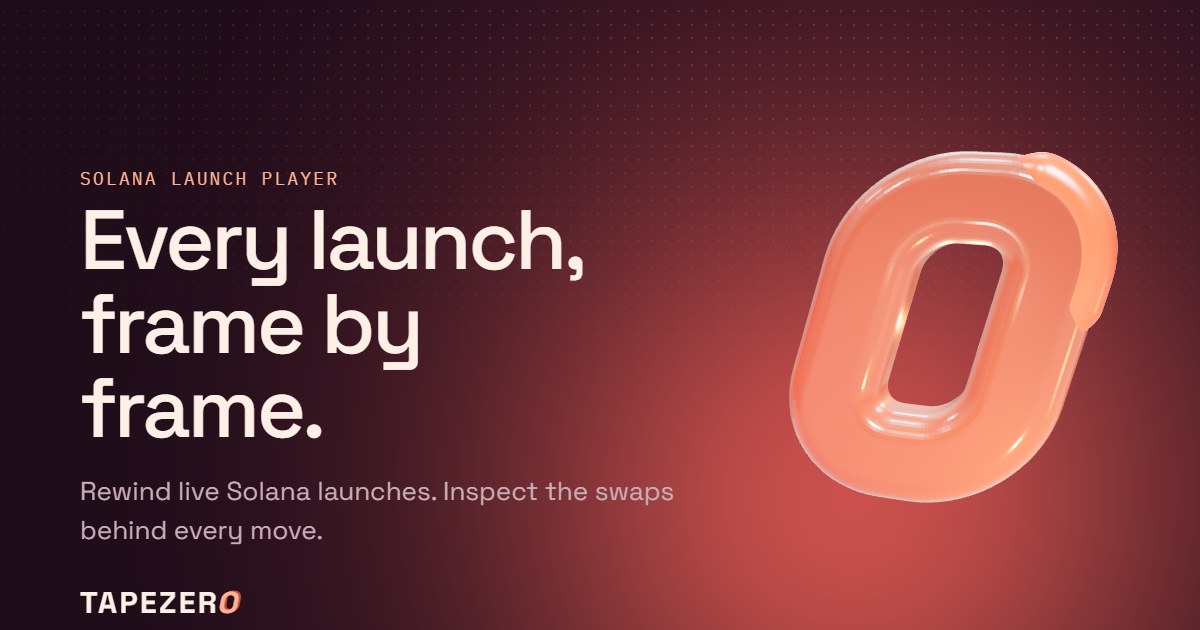 SOLANA LAUNCH PLAYER
Every launch,
frame by
frame.
Rewind live Solana launches. Inspect the swaps
behind every move.
TAPEZERO